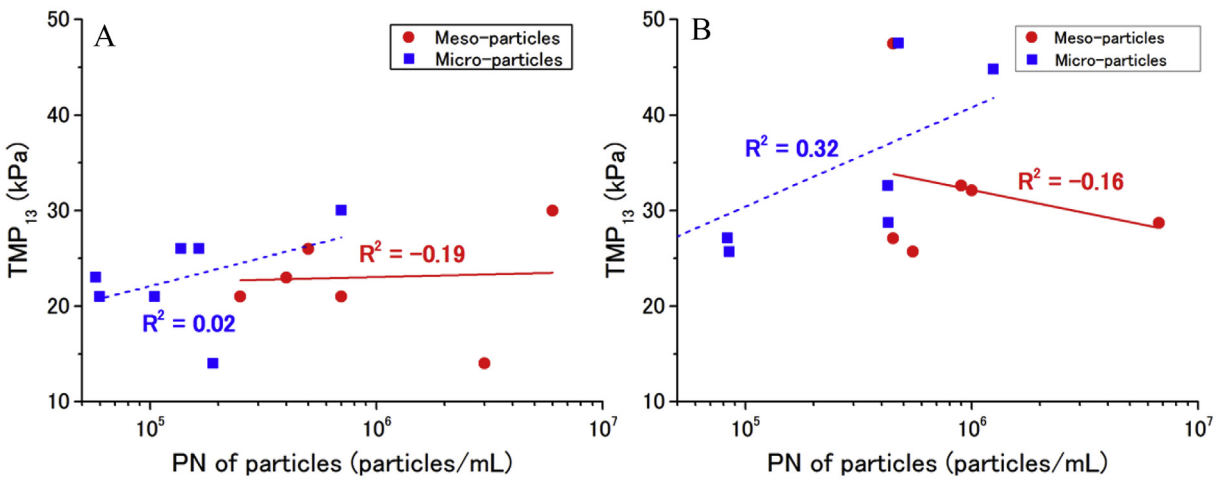 A
Meso-particles
Micro-particles
50
40
30
20
10
TMP₁₃ (kPa)
R² = −0.19
R² = 0.02
10⁵
10⁶
10⁷
PN of particles (particles/mL)
B
Meso-particles
Micro-particles
50
40
30
20
10
TMP₁₃ (kPa)
R² = 0.32
R² = −0.16
10⁵
10⁶
10⁷
PN of particles (particles/mL)